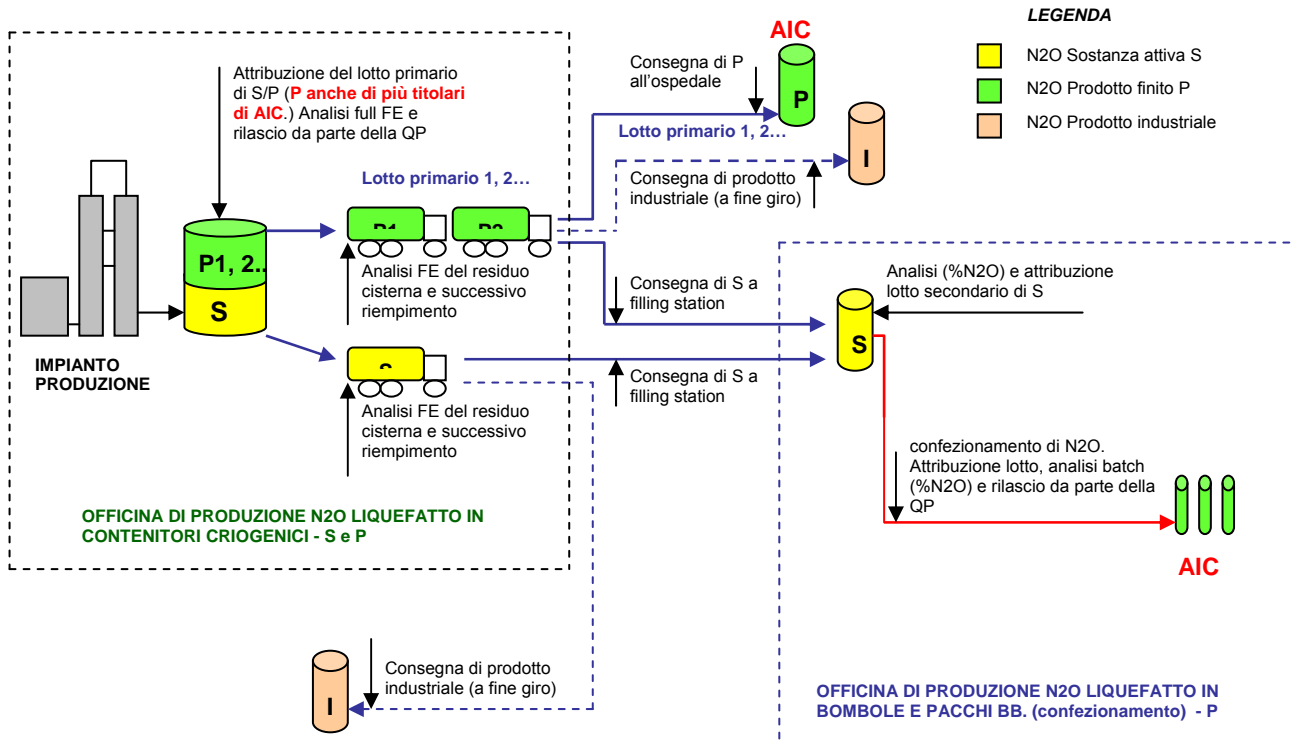 LEGENDA
N2O Sostanza attiva S
N2O Prodotto finito P
N2O Prodotto industriale
AIC
Consegna di P
all'ospedale
P
Lotto primario 1, 2…
I
Consegna di prodotto
industriale (a fine giro)
Attribuzione del lotto primario
di S/P (P anche di più titolari
di AIC.) Analisi full FE e
rilascio da parte della QP
Lotto primario 1, 2…
P1, 2..
S
P1
Analisi FE del residuo
cisterna e successivo
riempimento
IMPIANTO
PRODUZIONE
Analisi FE del residuo
cisterna e successivo
riempimento
Consegna di S a
filling station
Consegna di S a
filling station
Analisi (%N2O) e attribuzione
lotto secondario di S
S
confezionamento di N2O.
Attribuzione lotto, analisi batch
(%N2O) e rilascio da parte della
QP
AIC
OFFICINA DI PRODUZIONE N2O LIQUEFATTO IN
CONTENITORI CRIOGENICI - S e P
Consegna di prodotto
industriale (a fine giro)
I
OFFICINA DI PRODUZIONE N2O LIQUEFATTO IN
BOMBOLE E PACCHI BB. (confezionamento) - P